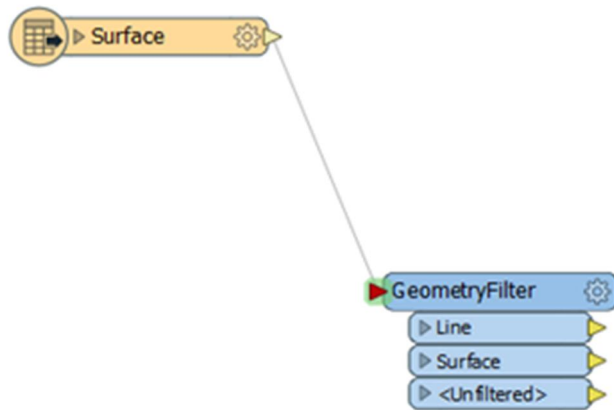 Surface
GeometryFilter
Line
Surface
<Unfiltered>